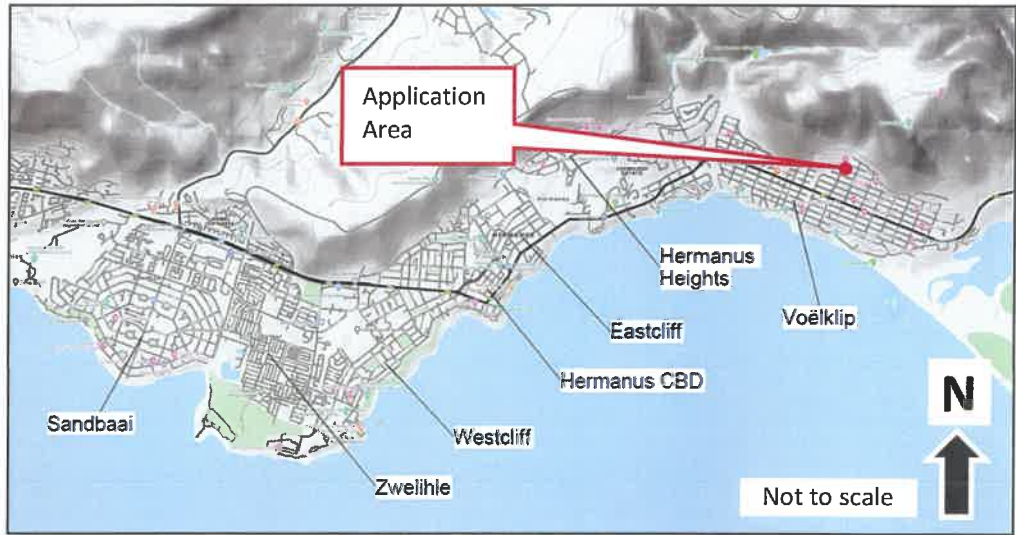 Application
Area
Hermanus
Heights
Voëlklip
Eastcliff
Hermanus CBD
Sandbaai
Westcliff
Zwelihle
N
Not to scale